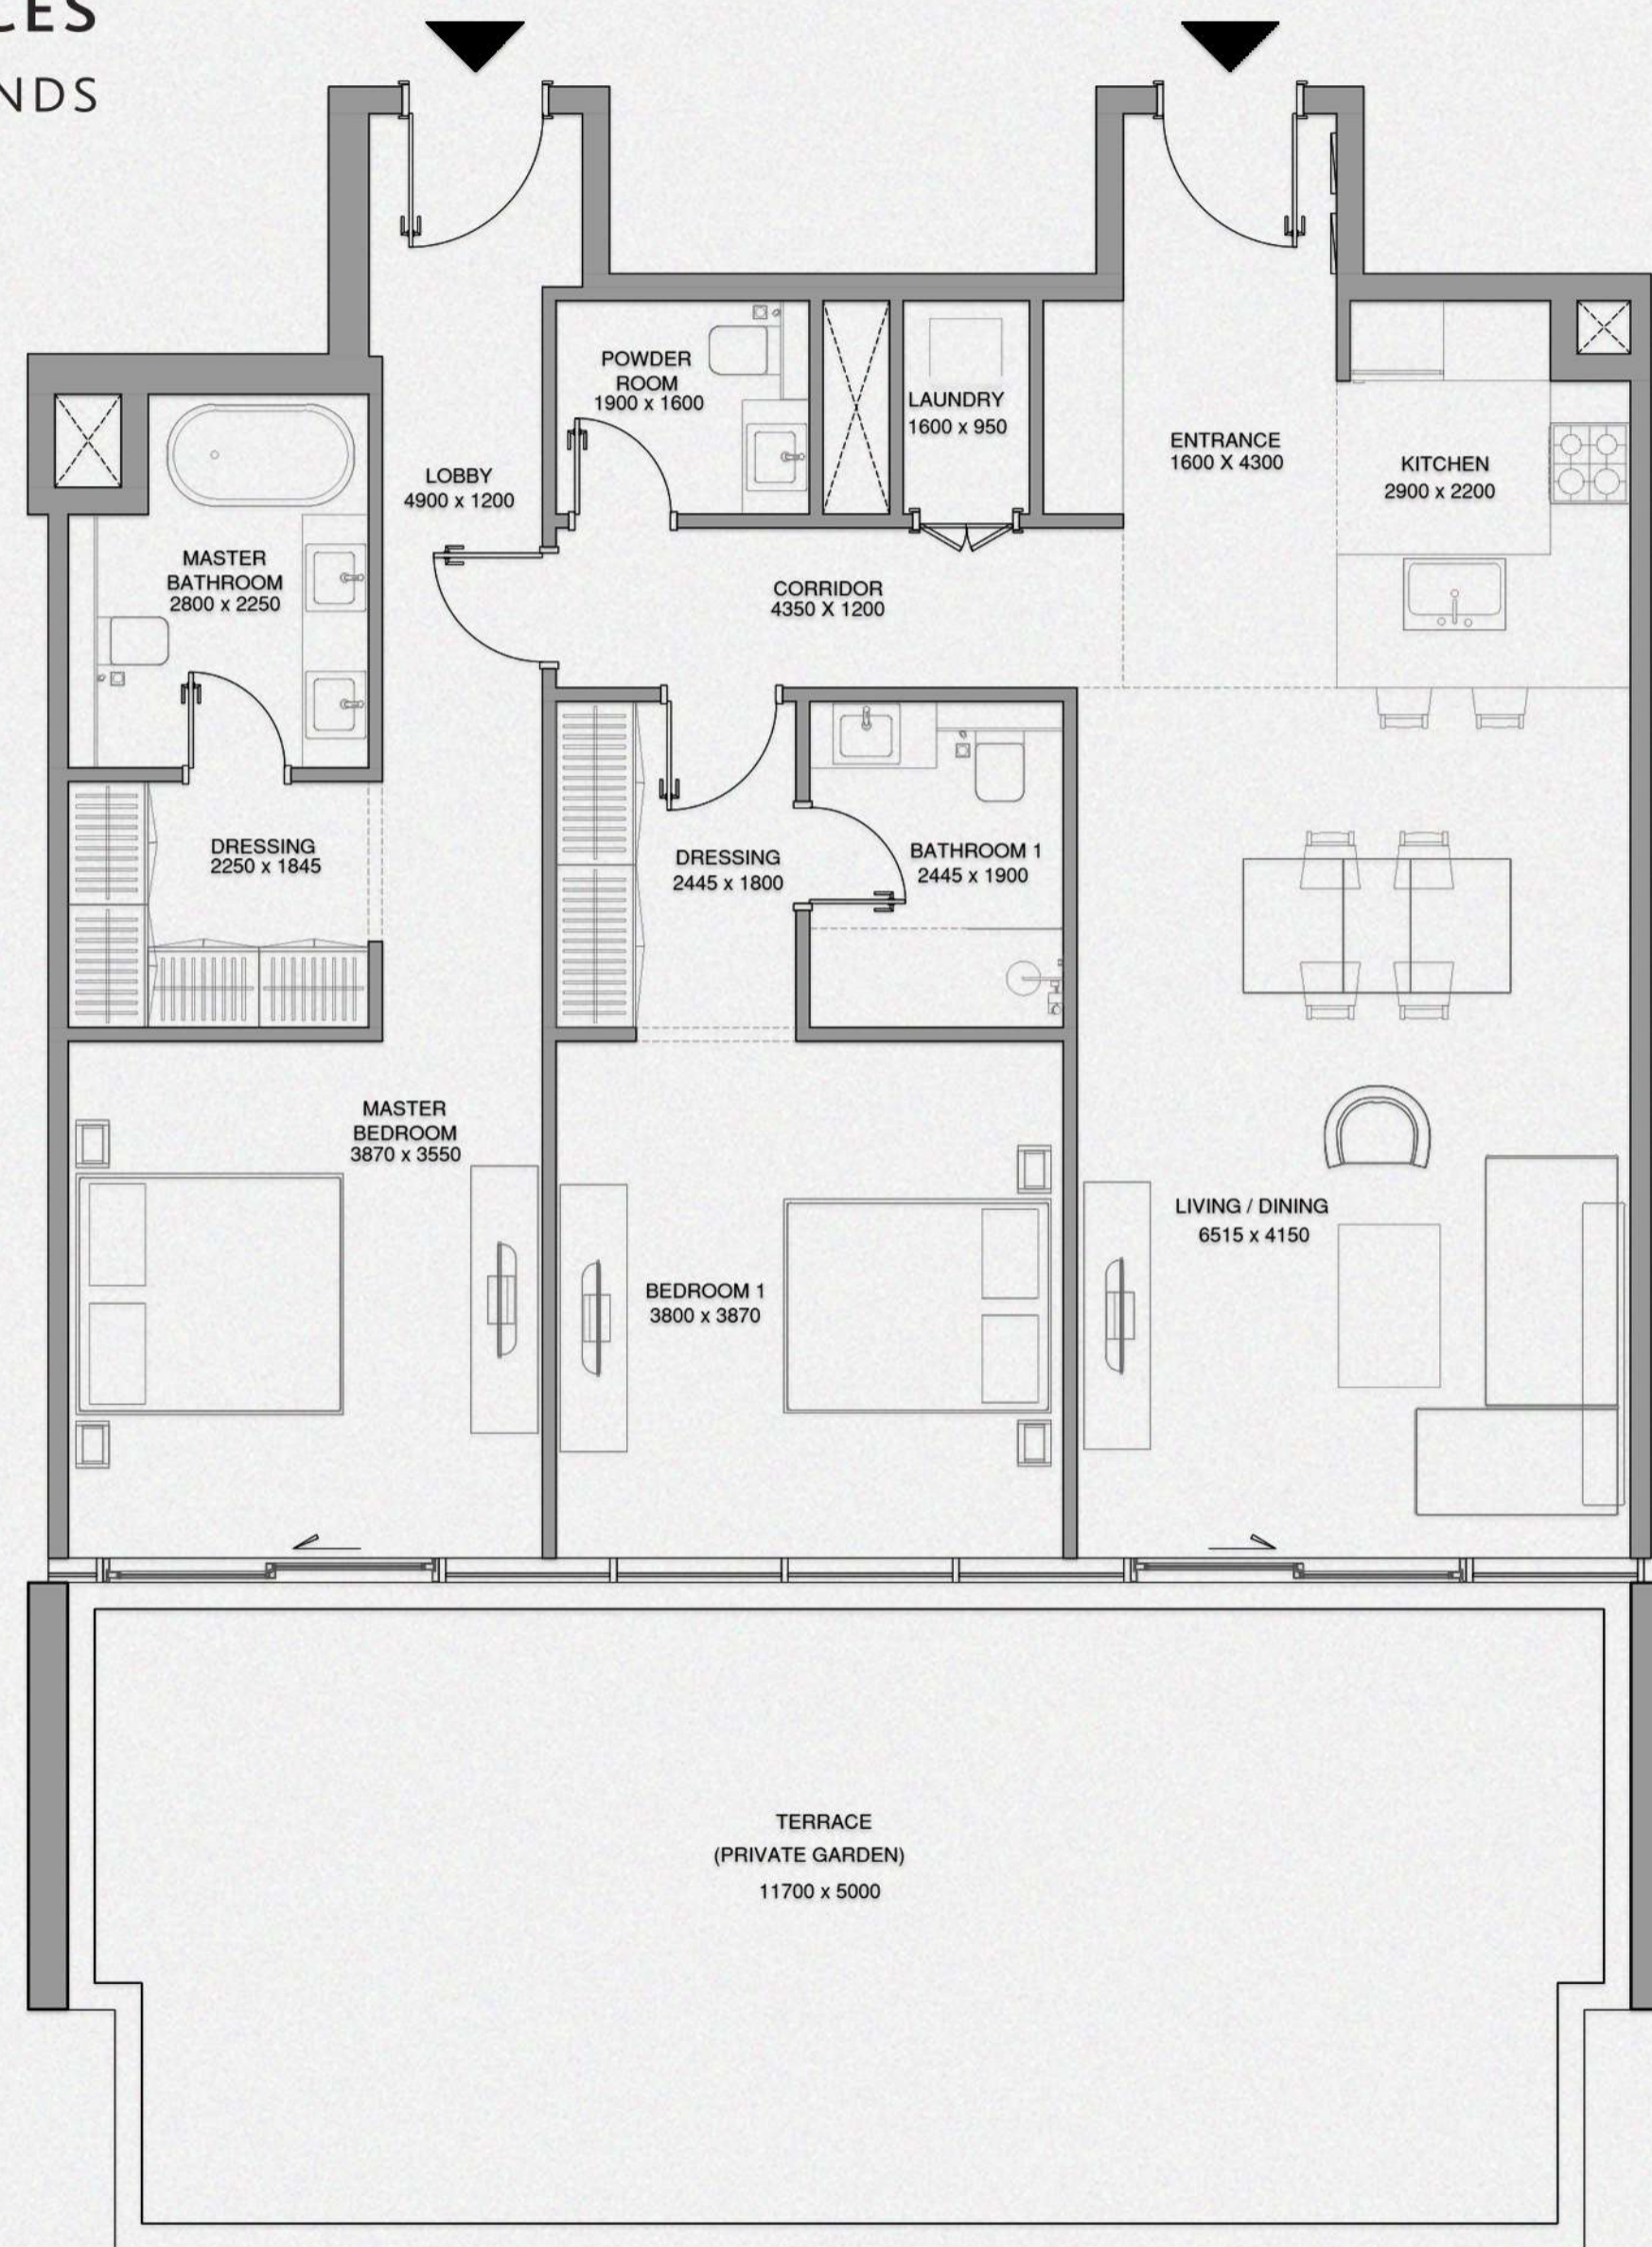 CES
NDS
POWDER
ROOM
1900 x 1600
LAUNDRY
1600 x 950
ENTRANCE
1600 X 4300
KITCHEN
2900 x 2200
LOBBY
4900 x 1200
MASTER
BATHROOM
2800 x 2250
CORRIDOR
4350 X 1200
DRESSING
2250 x 1845
DRESSING
2445 x 1800
BATHROOM 1
2445 x 1900
MASTER
BEDROOM
3870 x 3550
LIVING / DINING
6515 x 4150
BEDROOM 1
3800 x 3870
TERRACE
(PRIVATE GARDEN)
11700 x 5000